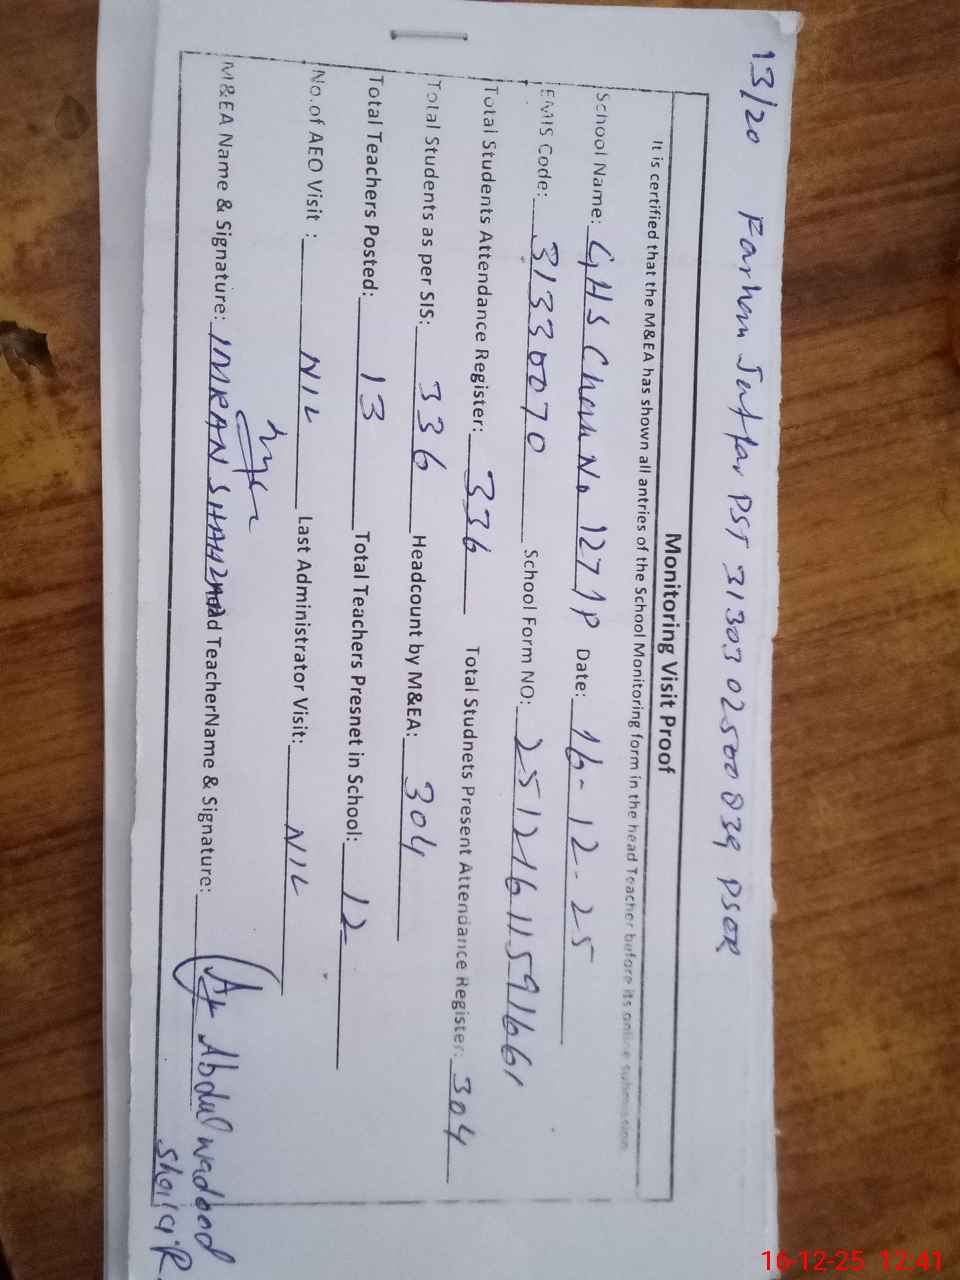 13/20 Farhan Jaffar PST 31303 02500 839 PSOR
Monitoring Visit Proof
It is certified that the M&EA has shown all antries of the School Monitoring form in the head Teacher before its online submission
School Name: GHS Chak No 127 1P Date: 16-12-25
EMIS Code: 31330070 School Form NO: 25121611591661
Total Students Attendance Register: 336 Total Studnets Present Attendance Register: 304
Total Students as per SIS: 336 Headcount by M&EA: 304
Total Teachers Posted: 13 Total Teachers Presnet in School: 12
No.of AEO Visit : NIL Last Administrator Visit: NIL
M&EA Name & Signature: IMRAN SHAHZAD TeacherName & Signature: Abdul wadood
16-12-25 12:41